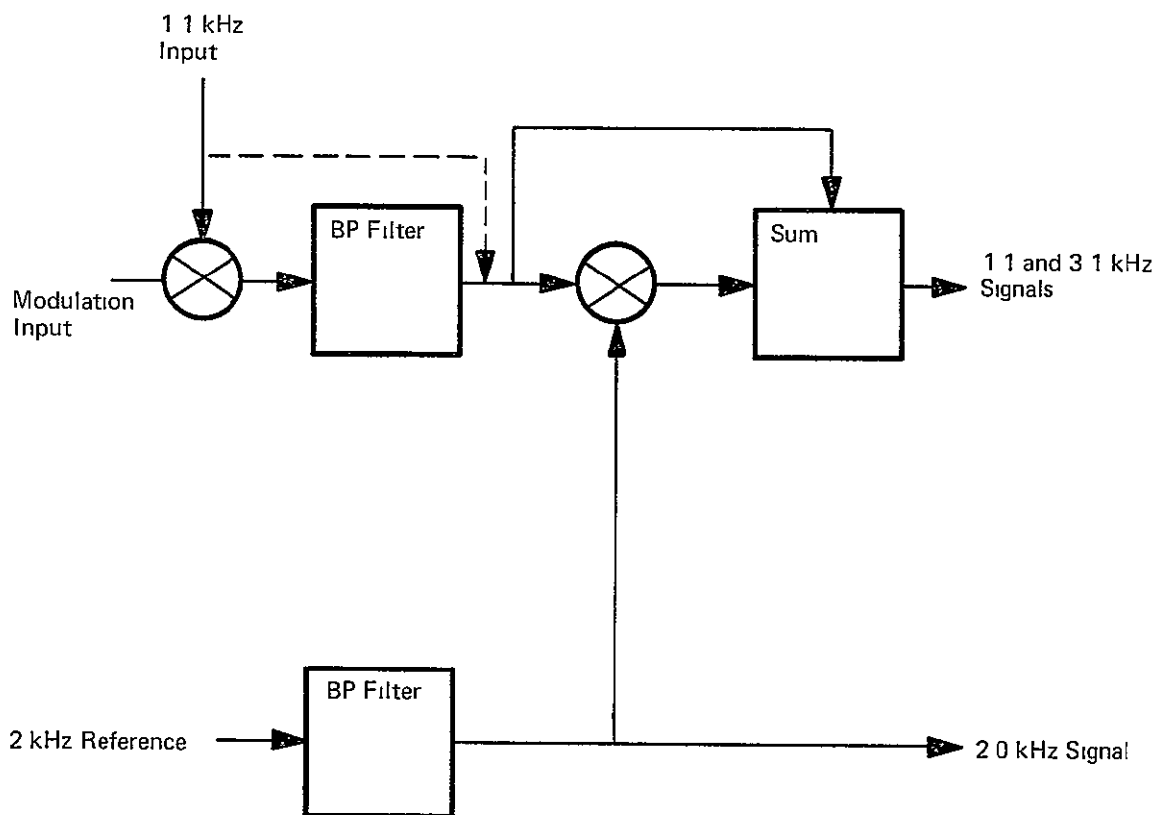 1 1 kHz
Input
BP Filter
Sum
1 1 and 3 1 kHz
Signals
Modulation
Input
BP Filter
2 kHz Reference
2 0 kHz Signal